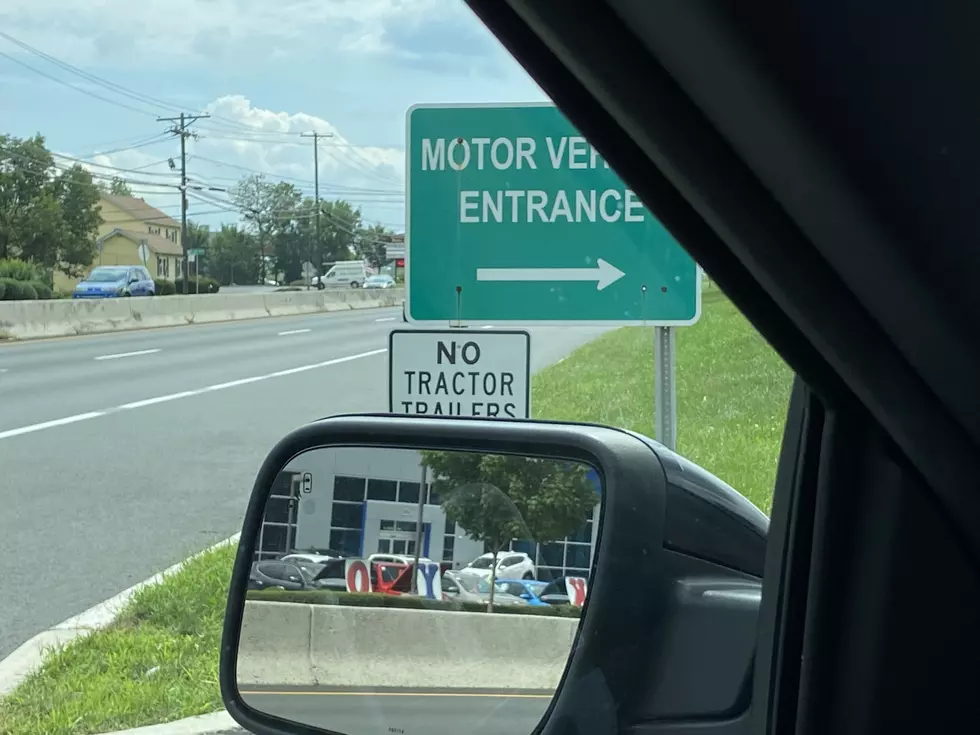 MOTOR VEH
ENTRANCE
NO
TRACTOR
TRAILERS